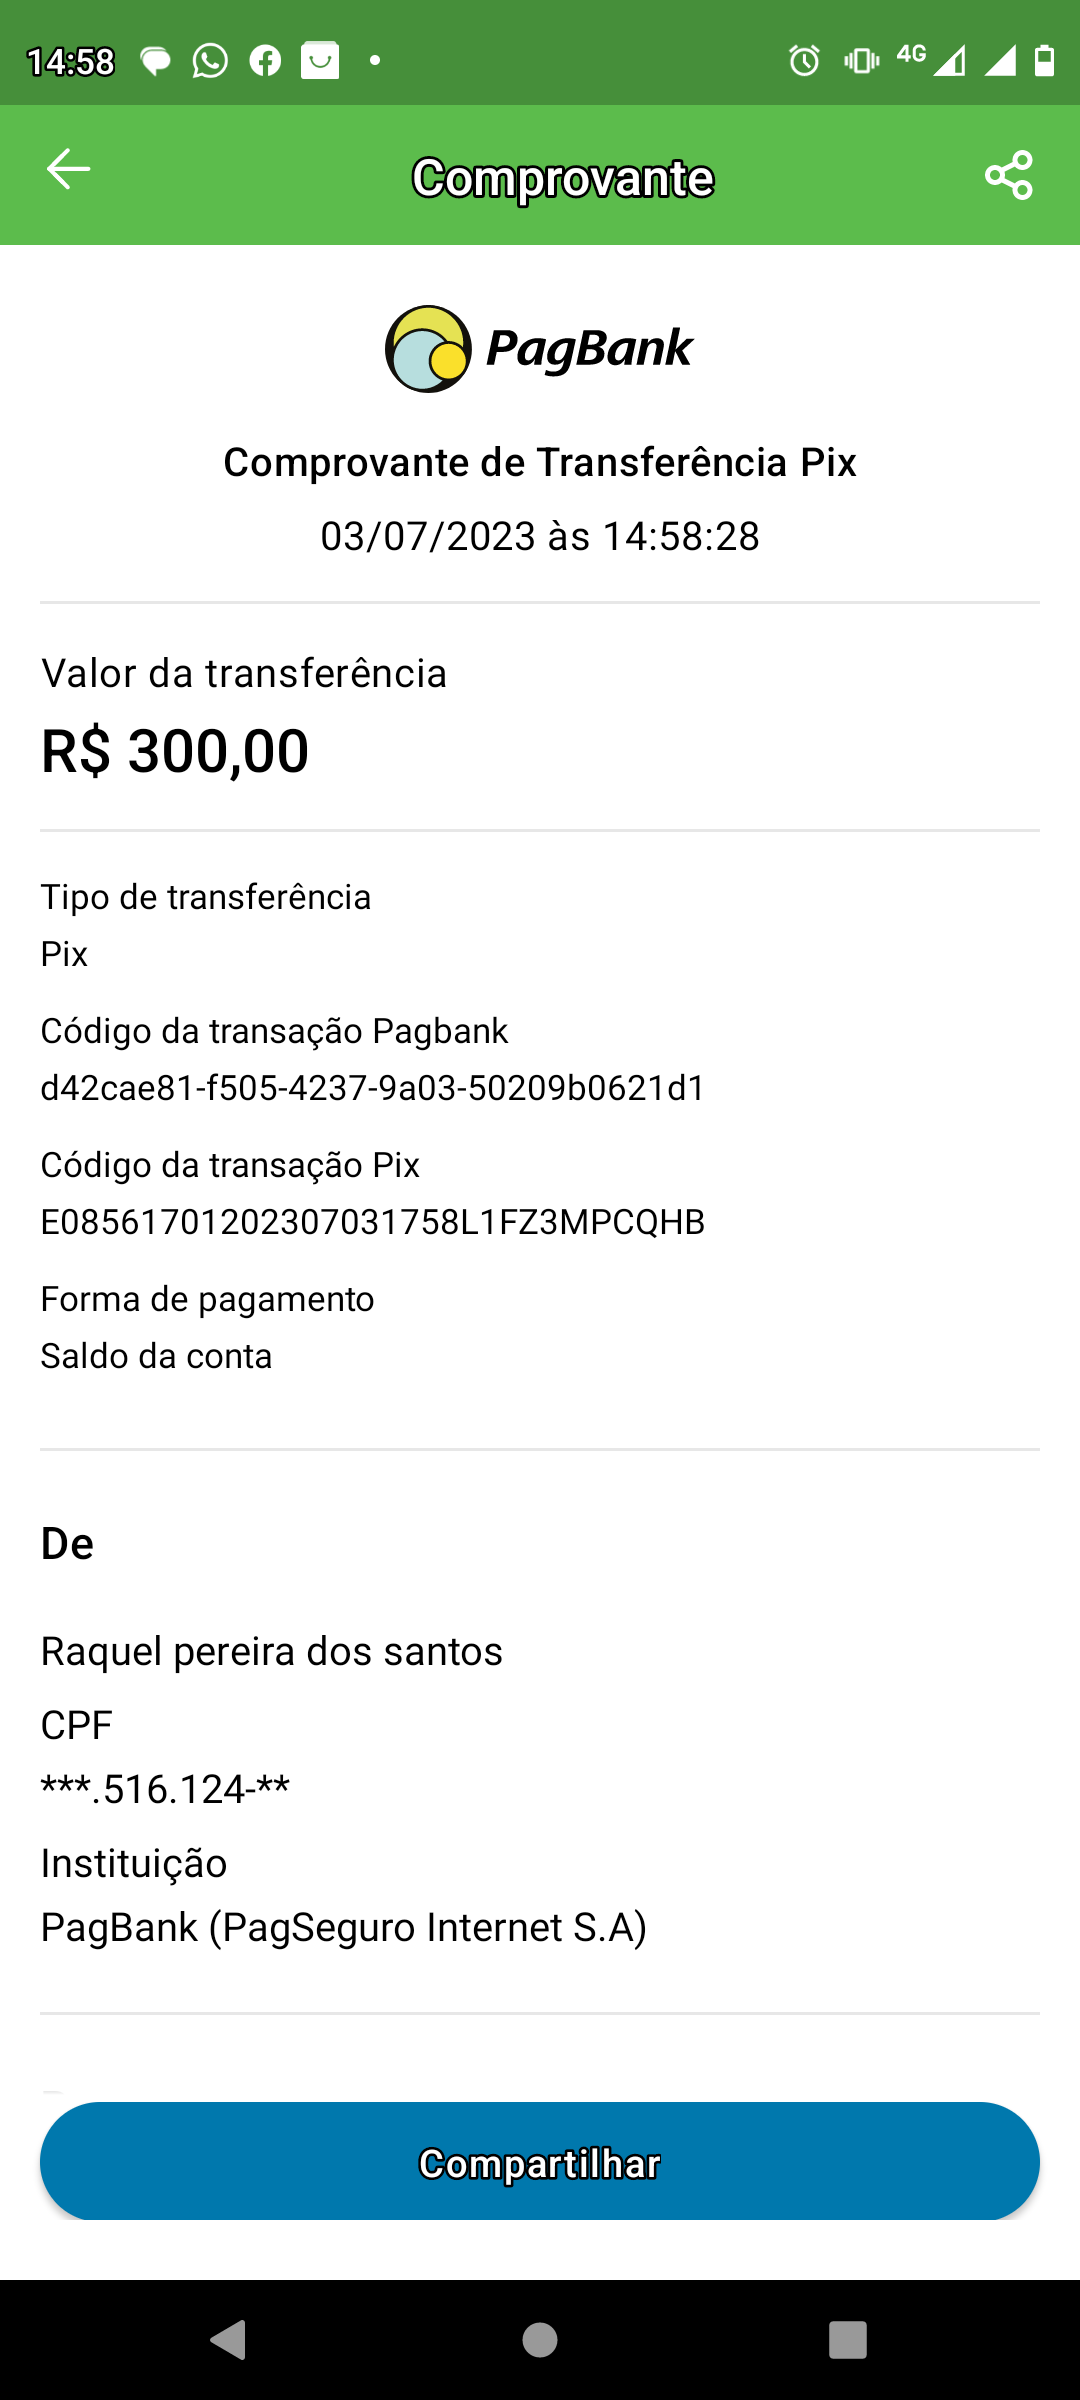 14:58 4G
Comprovante
PagBank
Comprovante de Transferência Pix
03/07/2023 às 14:58:28
Valor da transferência
R$ 300,00
Tipo de transferência
Pix
Código da transação Pagbank
d42cae81-f505-4237-9a03-50209b0621d1
Código da transação Pix
E08561701202307031758L1FZ3MPCQHB
Forma de pagamento
Saldo da conta
De
Raquel pereira dos santos
CPF
***.516.124-**
Instituição
PagBank (PagSeguro Internet S.A)
Compartilhar